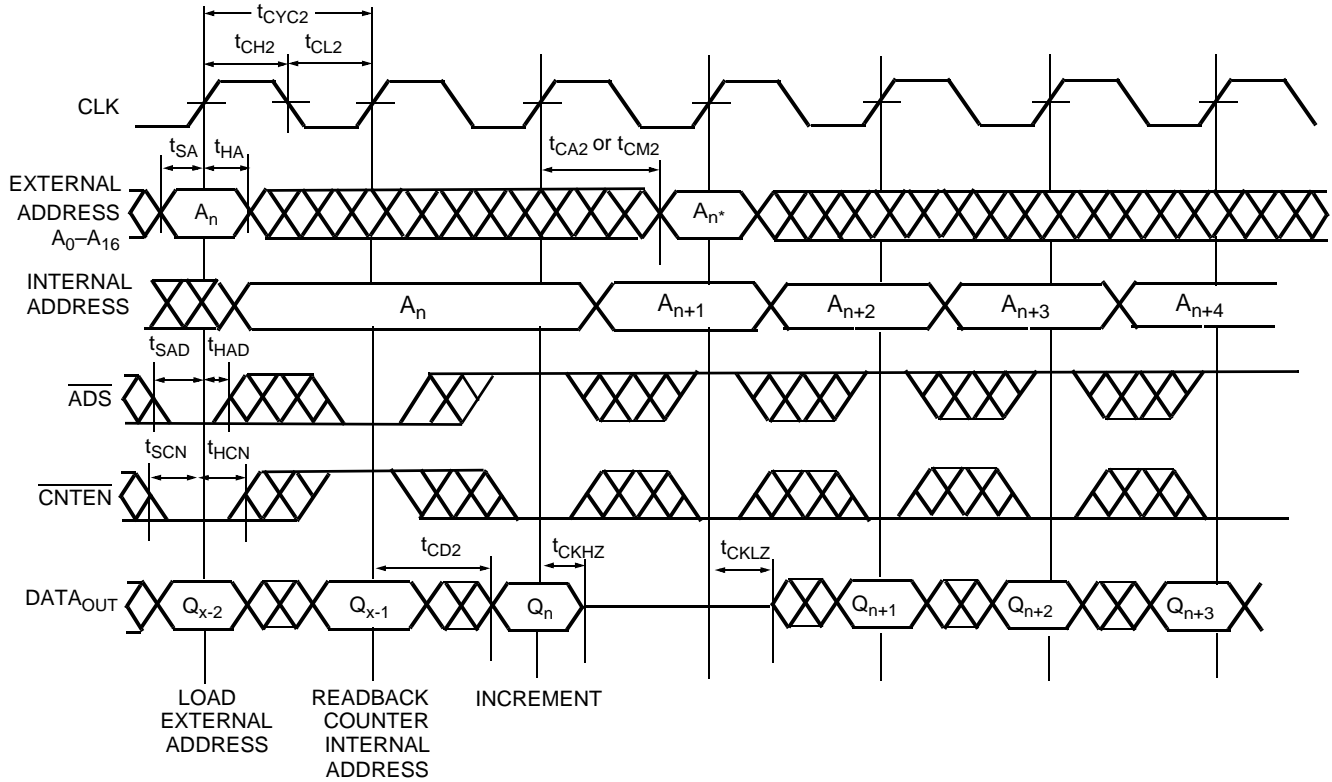 tCYC2
tCH2 tCL2
CLK
tSA tHA tCA2 or tCM2
EXTERNAL
ADDRESS
A0–A16
An An*
INTERNAL
ADDRESS
An An+1 An+2 An+3 An+4
tSAD tHAD
ADS
tSCN tHCN
CNTEN
tCD2 tCKHZ tCKLZ
DATAOUT
Qx-2 Qx-1 Qn Qn+1 Qn+2 Qn+3
LOAD
EXTERNAL
ADDRESS
READBACK
COUNTER
INTERNAL
ADDRESS
INCREMENT